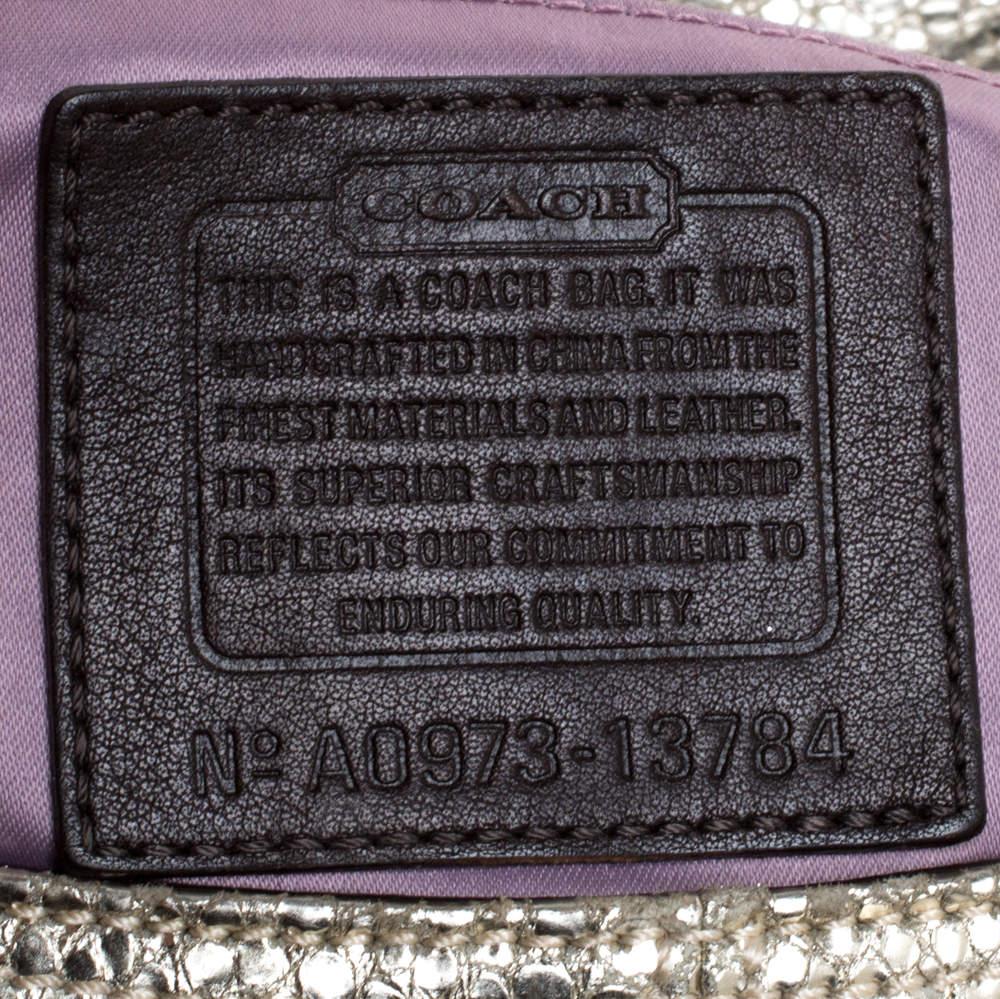 COACH
THIS IS A COACH BAG. IT WAS
HANDCRAFTED IN CHINA FROM THE
FINEST MATERIALS AND LEATHER.
ITS SUPERIOR CRAFTSMANSHIP
REFLECTS OUR COMMITMENT TO
ENDURING QUALITY.
Nº A0973-13784